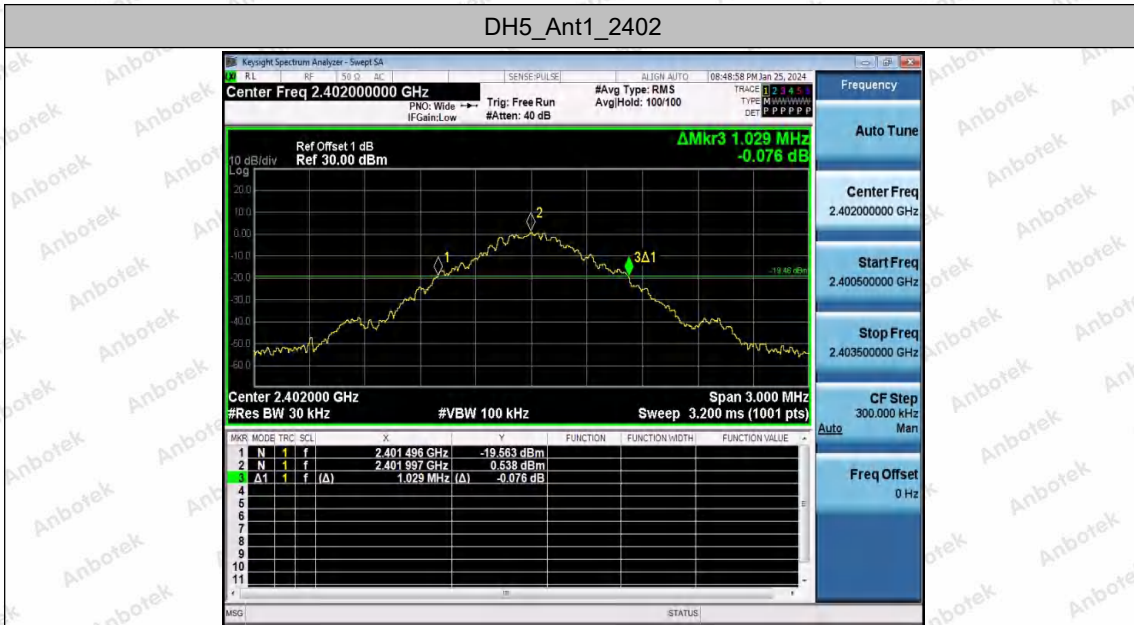 DH5_Ant1_2402
Keysight Spectrum Analyzer - Swept SA
RL RF 50 Ω AC SENSE:PULSE ALIGN AUTO 08:48:58 PM Jan 25, 2024
Center Freq 2.402000000 GHz
PNO: Wide
IFGain:Low
Trig: Free Run
#Atten: 40 dB
#Avg Type: RMS
Avg|Hold: 100/100
TRACE 1 2 3 4 5 6
TYPE M WWWWW
DET P P P P P P
Ref Offset 1 dB
Ref 30.00 dBm
10 dB/div
Log
ΔMkr3 1.029 MHz
-0.076 dB
20.0
10.0
0.00
-10.0
-20.0
-30.0
-40.0
-50.0
-60.0
1
2
3Δ1
-19.46 dBm
Center 2.402000 GHz
Span 3.000 MHz
#Res BW 30 kHz
#VBW 100 kHz
Sweep 3.200 ms (1001 pts)
MKR MODE TRC SCL X Y FUNCTION FUNCTION WIDTH FUNCTION VALUE
1 N 1 f 2.401 496 GHz -19.563 dBm
2 N 1 f 2.401 997 GHz 0.538 dBm
3 Δ1 1 f (Δ) 1.029 MHz (Δ) -0.076 dB
4
5
6
7
8
9
10
11
MSG
STATUS
Frequency
Auto Tune
Center Freq
2.402000000 GHz
Start Freq
2.400500000 GHz
Stop Freq
2.403500000 GHz
CF Step
300.000 kHz
Auto Man
Freq Offset
0 Hz
Anbotek